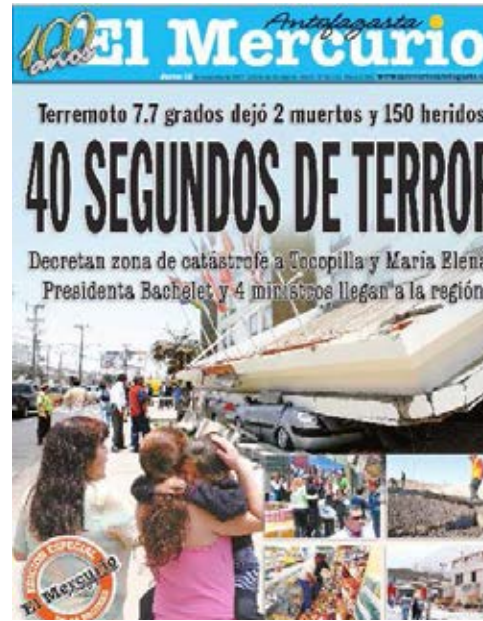 100 años
Antofagasta
El Mercurio
Terremoto 7.7 grados dejó 2 muertos y 150 heridos
40 SEGUNDOS DE TERROR
Decretan zona de catástrofe a Tocopilla y María Elena
Presidenta Bachelet y 4 ministros llegan a la región
EDICIÓN ESPECIAL
El Mercurio